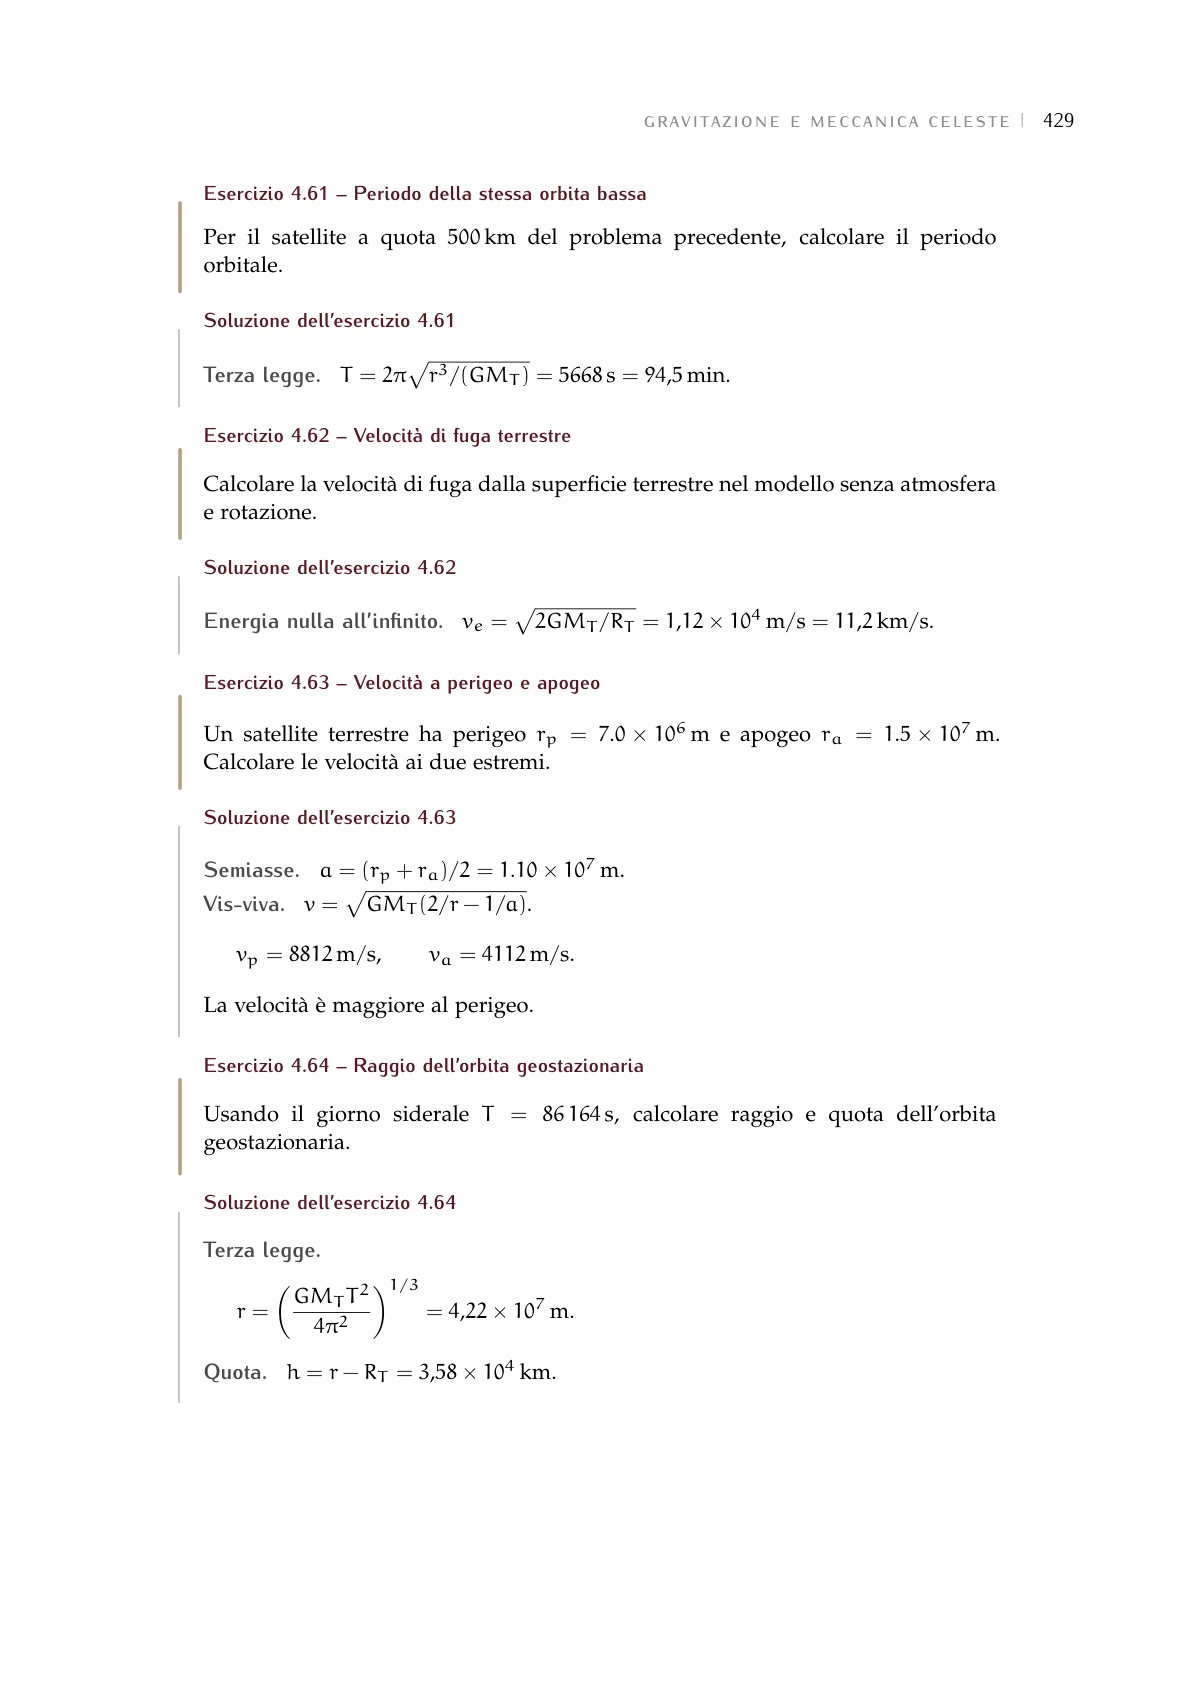 GRAVITAZIONE E MECCANICA CELESTE | 429
Esercizio 4.61 – Periodo della stessa orbita bassa
Per il satellite a quota 500 km del problema precedente, calcolare il periodo
orbitale.
Soluzione dell'esercizio 4.61
Terza legge. T = 2π√(r³/(GM_T)) = 5668 s = 94,5 min.
Esercizio 4.62 – Velocità di fuga terrestre
Calcolare la velocità di fuga dalla superficie terrestre nel modello senza atmosfera
e rotazione.
Soluzione dell'esercizio 4.62
Energia nulla all'infinito. v_e = √(2GM_T/R_T) = 1,12 × 10⁴ m/s = 11,2 km/s.
Esercizio 4.63 – Velocità a perigeo e apogeo
Un satellite terrestre ha perigeo r_p = 7.0 × 10⁶ m e apogeo r_a = 1.5 × 10⁷ m.
Calcolare le velocità ai due estremi.
Soluzione dell'esercizio 4.63
Semiasse. a = (r_p + r_a)/2 = 1.10 × 10⁷ m.
Vis-viva. v = √(GM_T(2/r − 1/a)).
v_p = 8812 m/s, v_a = 4112 m/s.
La velocità è maggiore al perigeo.
Esercizio 4.64 – Raggio dell'orbita geostazionaria
Usando il giorno siderale T = 86 164 s, calcolare raggio e quota dell'orbita
geostazionaria.
Soluzione dell'esercizio 4.64
Terza legge.
r = (GM_T T²/4π²)^(1/3) = 4,22 × 10⁷ m.
Quota. h = r − R_T = 3,58 × 10⁴ km.